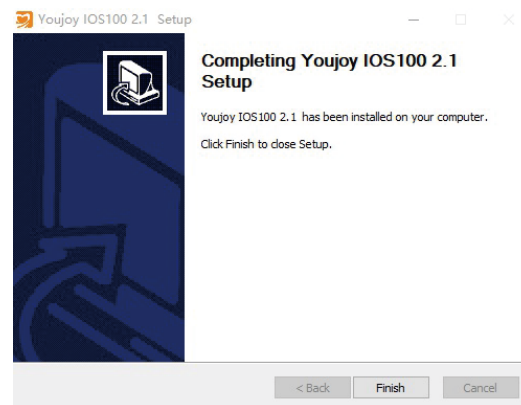 Youjoy IOS100 2.1 Setup
Completing Youjoy IOS100 2.1
Setup
Youjoy IOS100 2.1 has been installed on your computer.
Click Finish to close Setup.
< Back
Finish
Cancel